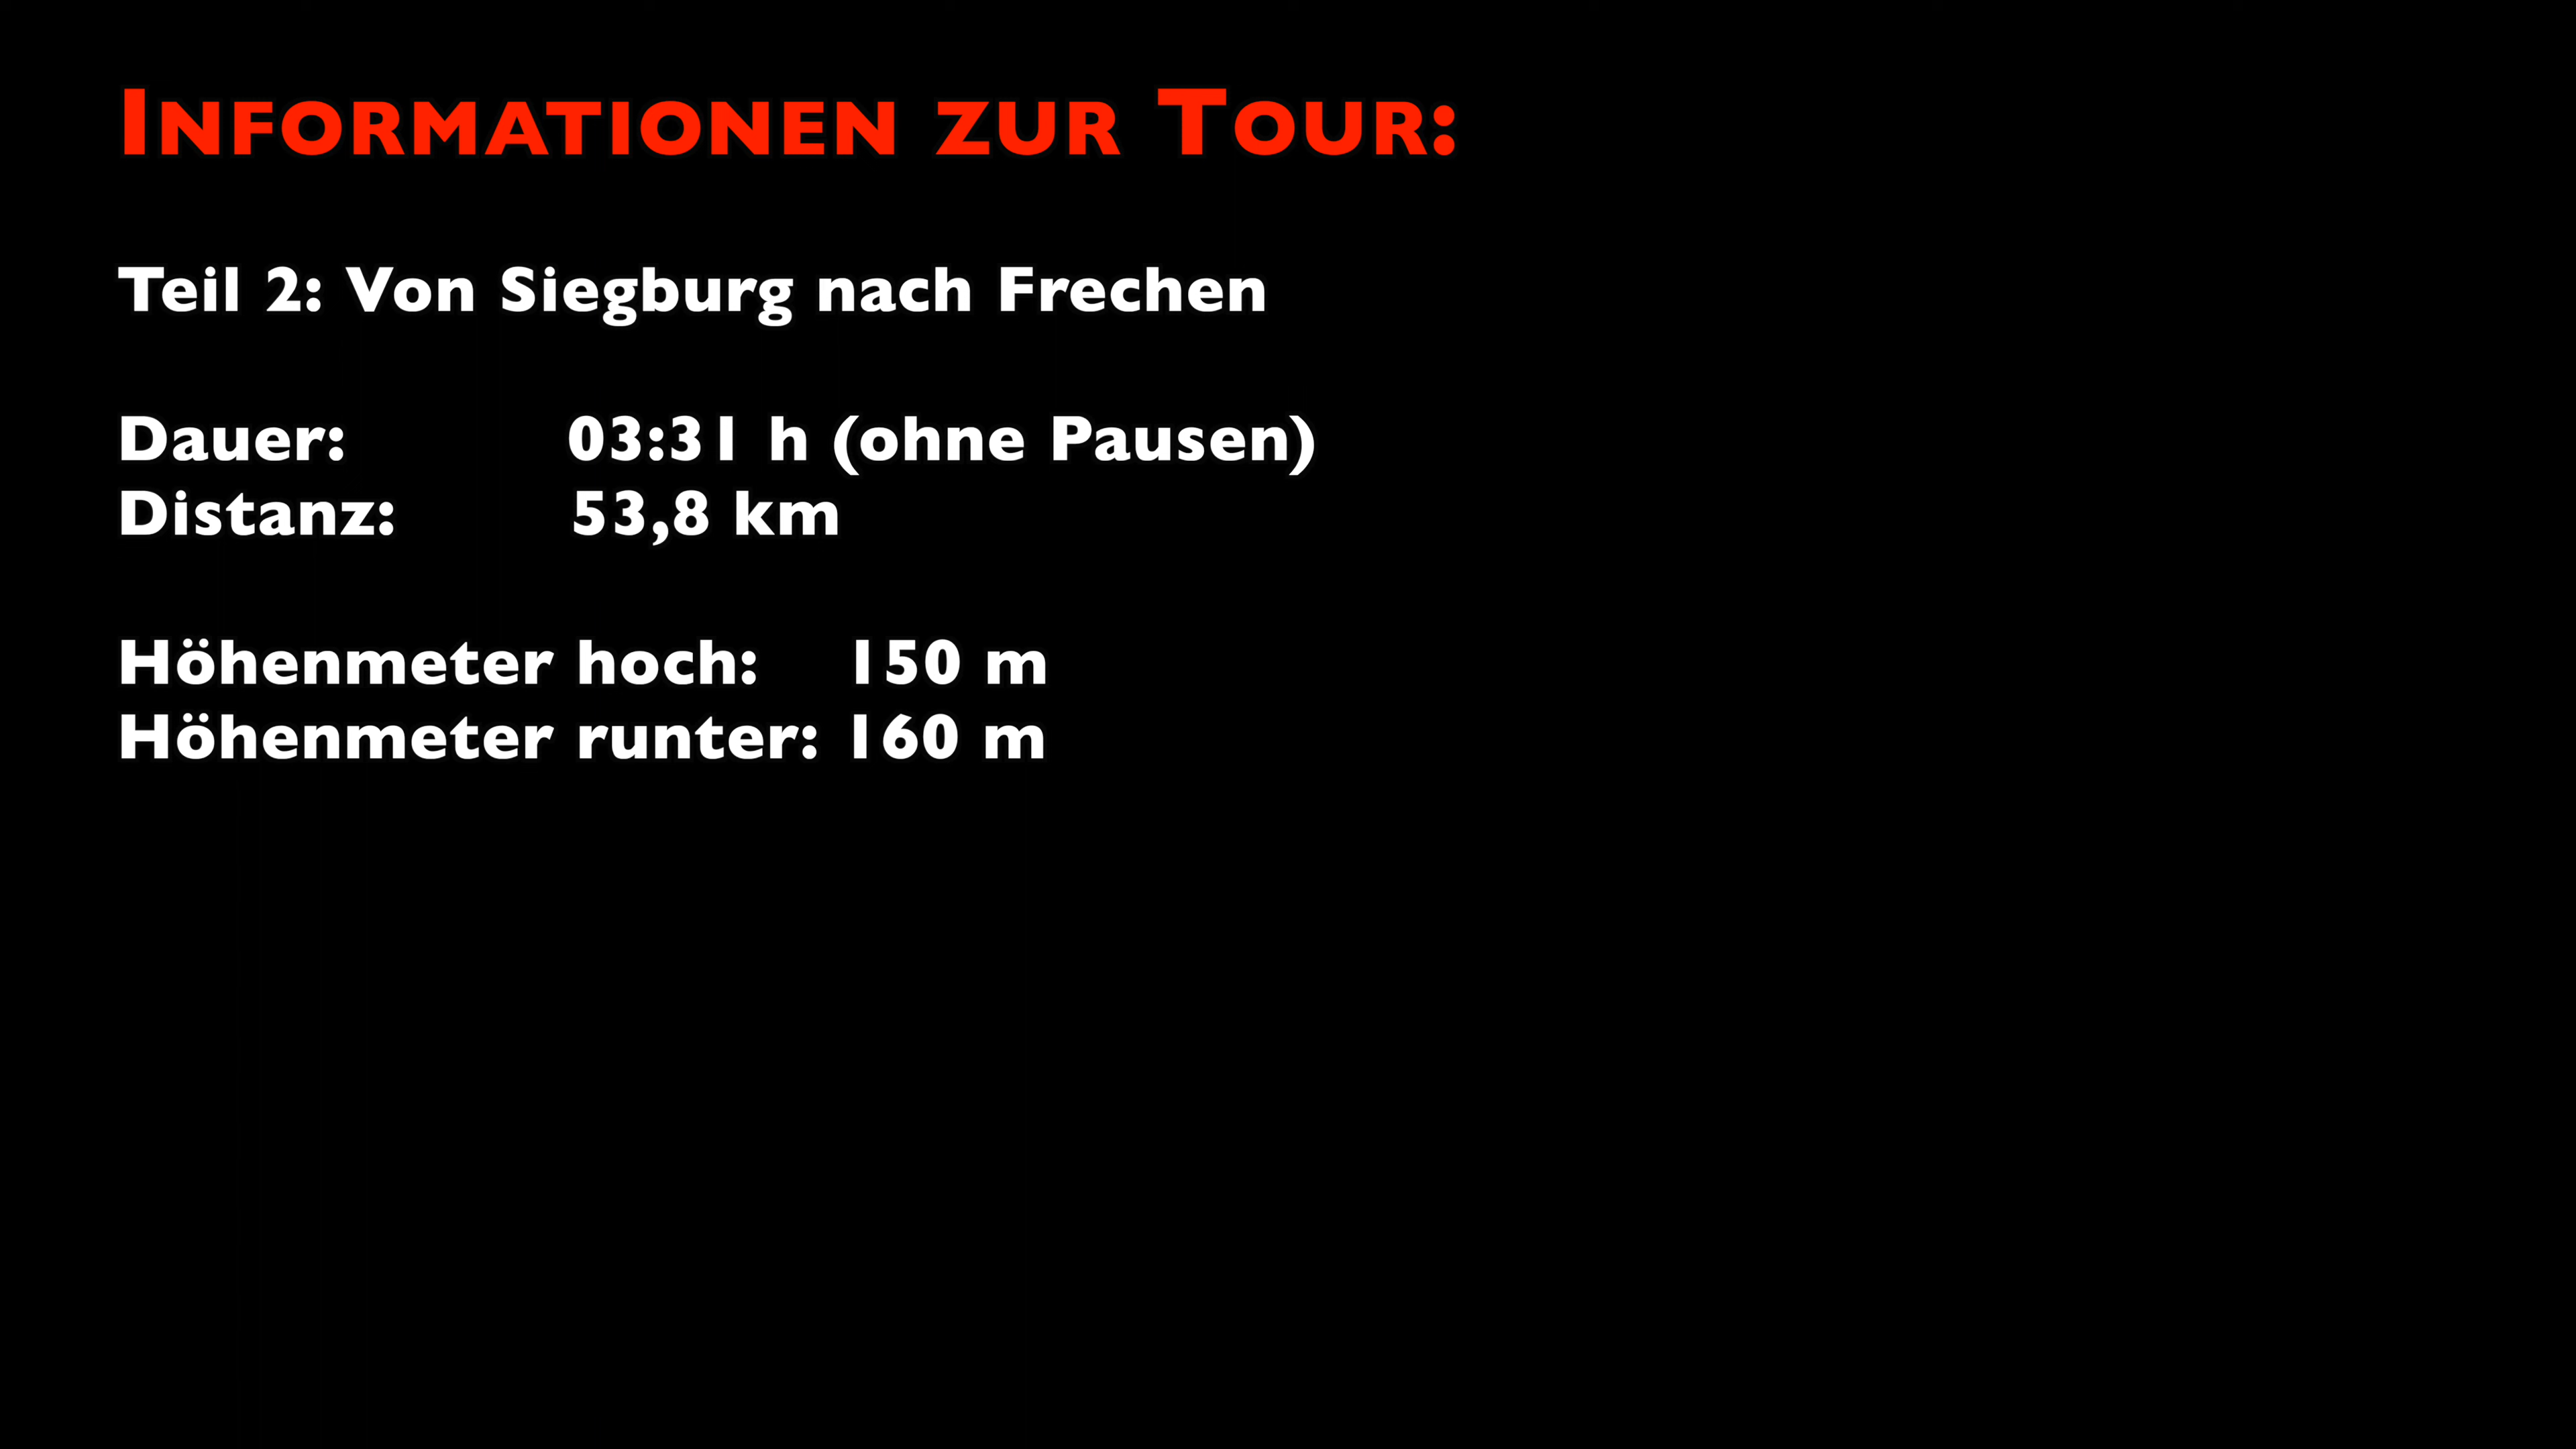 Informationen zur Tour:
Teil 2: Von Siegburg nach Frechen
Dauer: 03:31 h (ohne Pausen)
Distanz: 53,8 km
Höhenmeter hoch: 150 m
Höhenmeter runter: 160 m